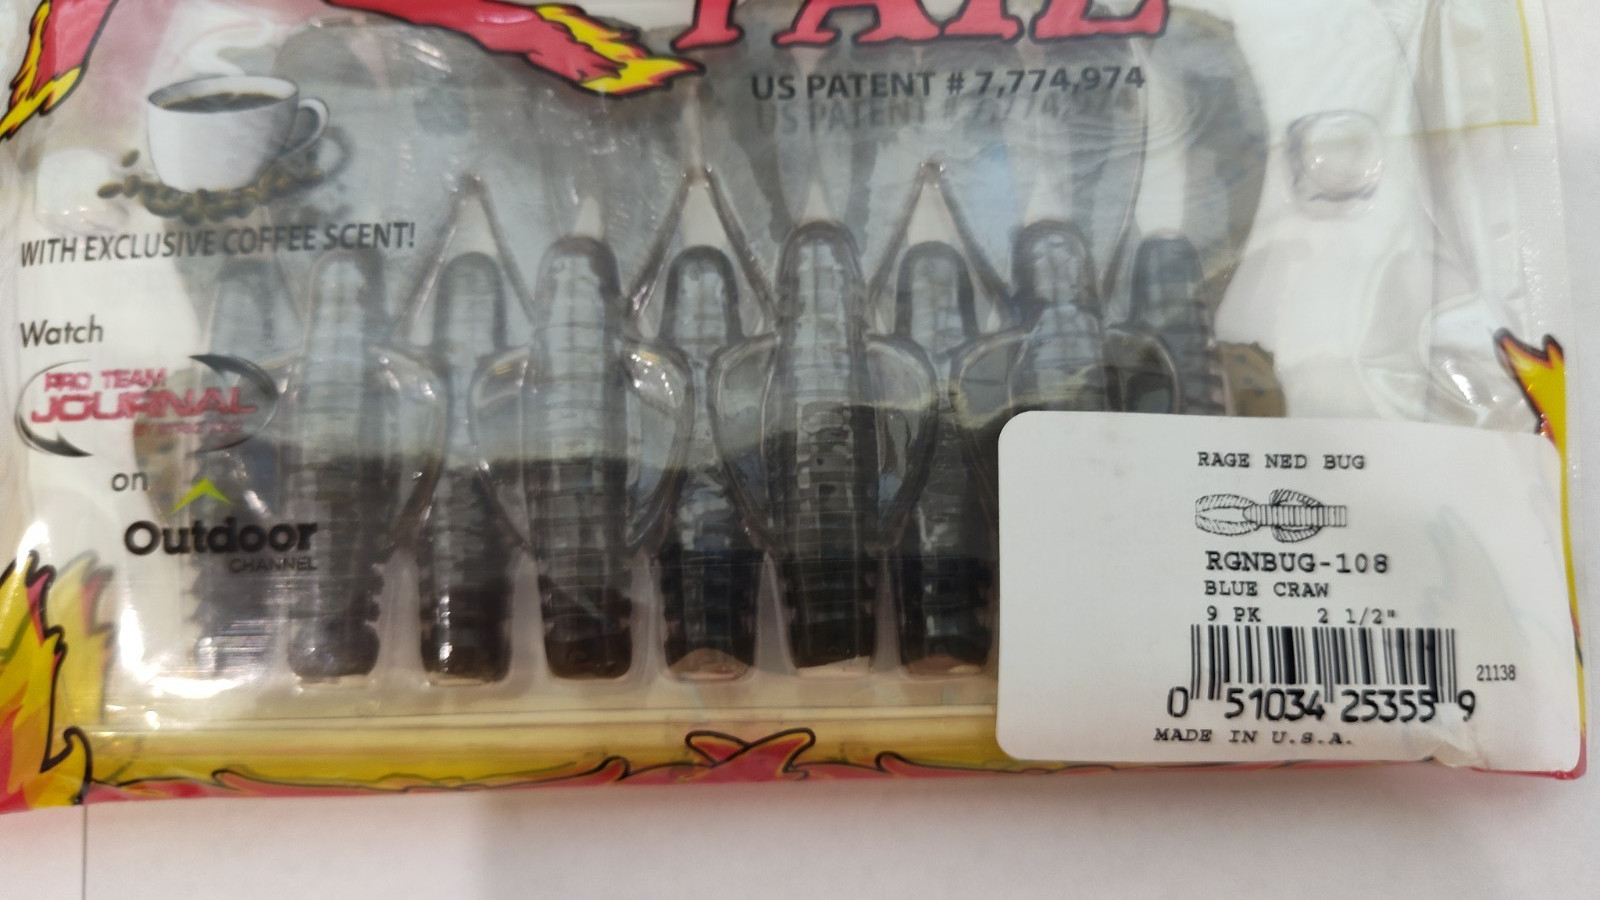 TAIL
US PATENT # 7,774,974
WITH EXCLUSIVE COFFEE SCENT!
Watch
PRO TEAM
JOURNAL
on
Outdoor
CHANNEL
RAGE NED BUG
RGNBUG-108
BLUE CRAW
9 PK 2 1/2"
21138
0 51034 25355 9
MADE IN U.S.A.